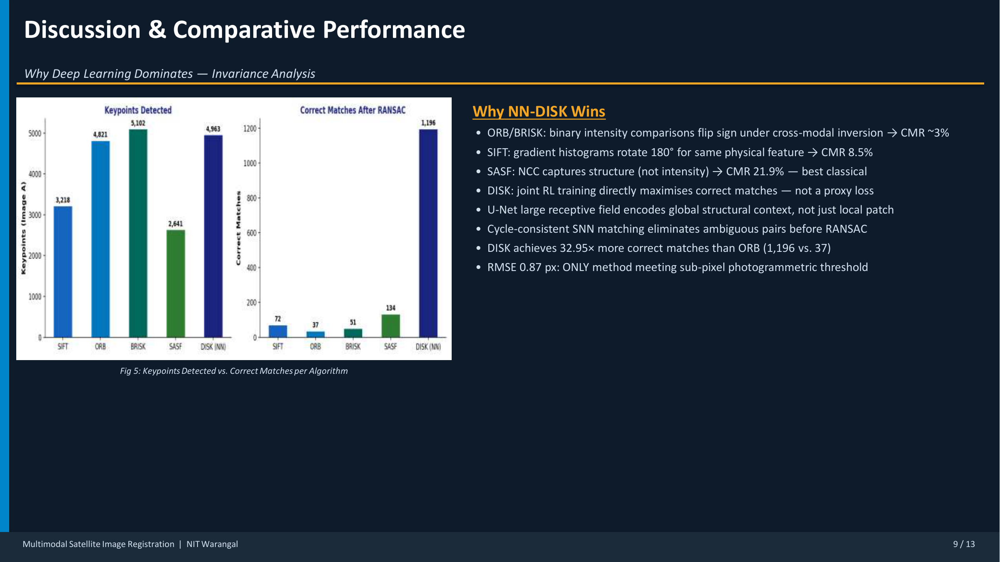 Discussion & Comparative Performance
Why Deep Learning Dominates — Invariance Analysis
Keypoints Detected
Keypoints (Image A)
5000
4000
3000
2000
1000
0
3,218
4,821
5,102
2,641
4,963
SIFT
ORB
BRISK
SASF
DISK (NN)
Correct Matches After RANSAC
Correct Matches
1200
1000
800
600
400
200
0
72
37
51
134
1,196
SIFT
ORB
BRISK
SASF
DISK (NN)
Fig 5: Keypoints Detected vs. Correct Matches per Algorithm
Why NN-DISK Wins
• ORB/BRISK: binary intensity comparisons flip sign under cross-modal inversion → CMR ~3%
• SIFT: gradient histograms rotate 180° for same physical feature → CMR 8.5%
• SASF: NCC captures structure (not intensity) → CMR 21.9% — best classical
• DISK: joint RL training directly maximises correct matches — not a proxy loss
• U-Net large receptive field encodes global structural context, not just local patch
• Cycle-consistent SNN matching eliminates ambiguous pairs before RANSAC
• DISK achieves 32.95× more correct matches than ORB (1,196 vs. 37)
• RMSE 0.87 px: ONLY method meeting sub-pixel photogrammetric threshold
Multimodal Satellite Image Registration | NIT Warangal
9 / 13